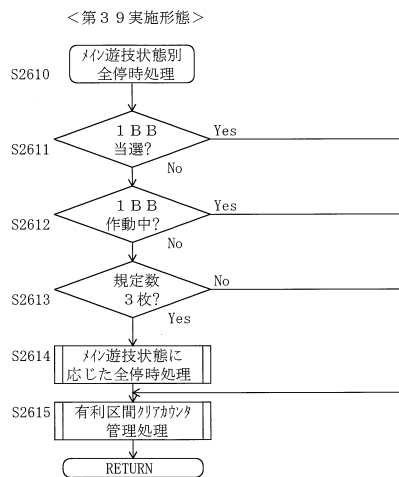 ＜第３９実施形態＞
ﾒｲﾝ遊技状態別
全停時処理
S2610
１ＢＢ
当選?
Yes
S2611
No
１ＢＢ
作動中?
Yes
S2612
No
規定数
３枚?
No
S2613
Yes
S2614
ﾒｲﾝ遊技状態に
応じた全停時処理
S2615
有利区間ｸﾘｱｶｳﾝﾀ
管理処理
RETURN